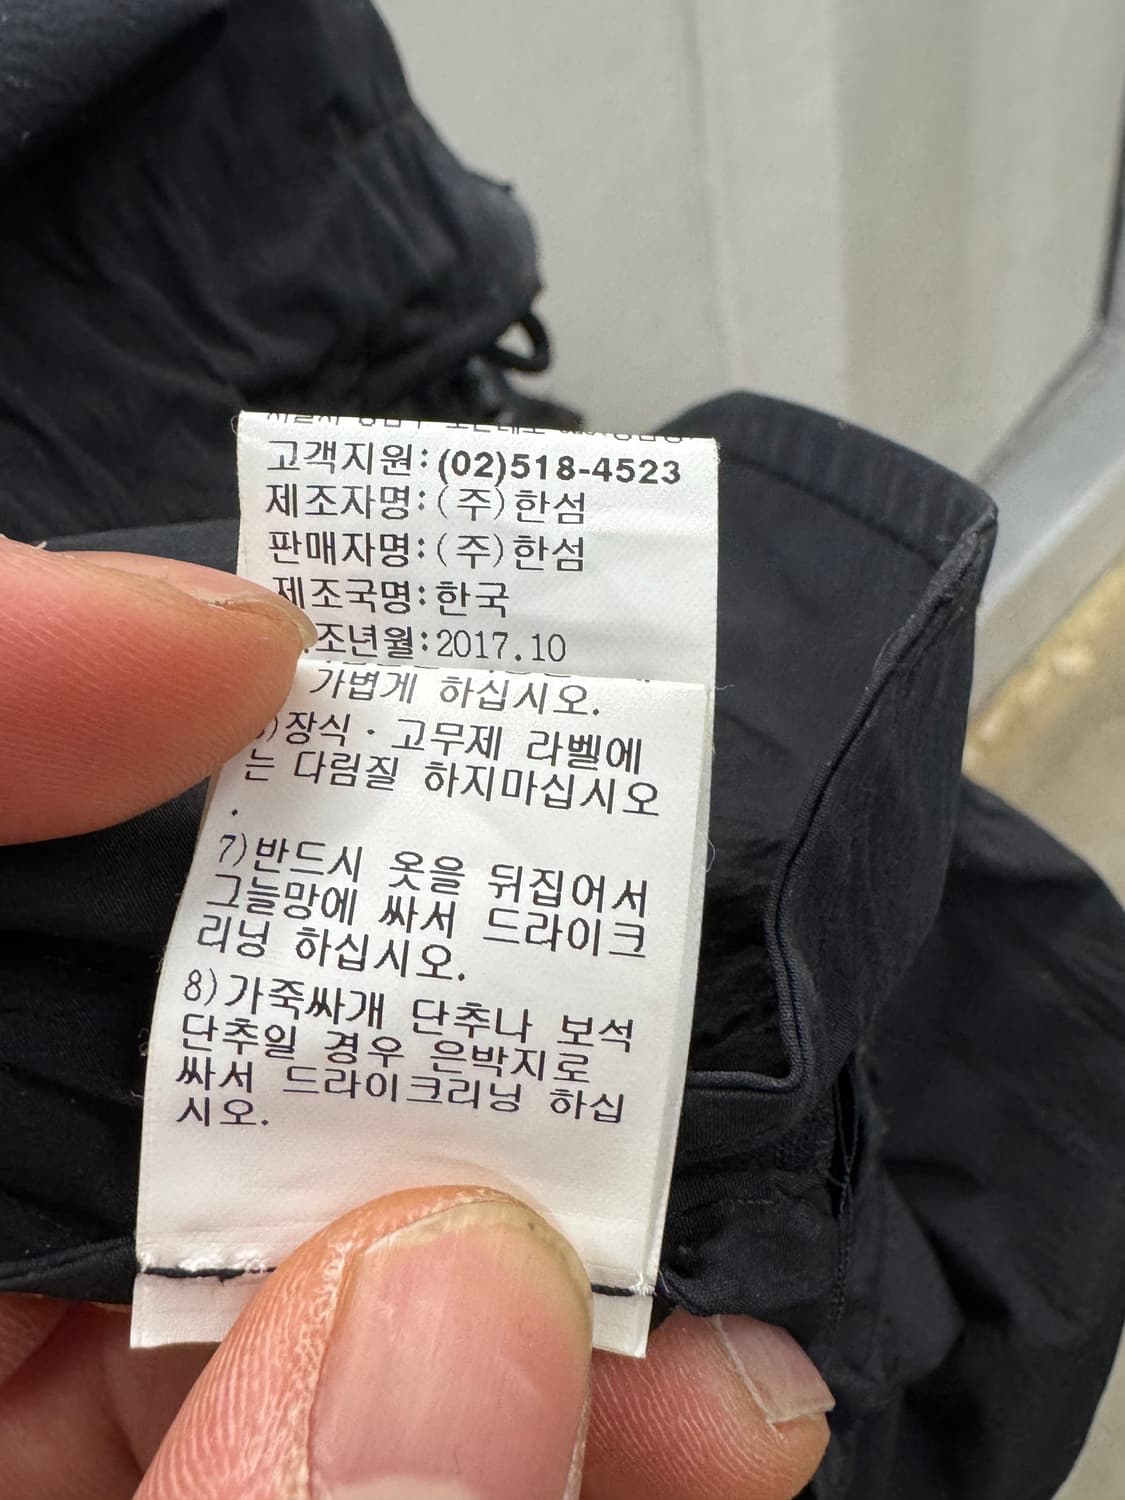 고객지원:(02)518-4523
제조자명:(주)한섬
판매자명:(주)한섬
제조국명:한국
조년월:2017.10
가볍게 하십시오.
)장식·고무제 라벨에
는 다림질 하지마십시오
.
7)반드시 옷을 뒤집어서
그늘망에 싸서 드라이크
리닝 하십시오.
8)가죽싸개 단추나 보석
단추일 경우 은박지로
싸서 드라이크리닝 하십
시오.